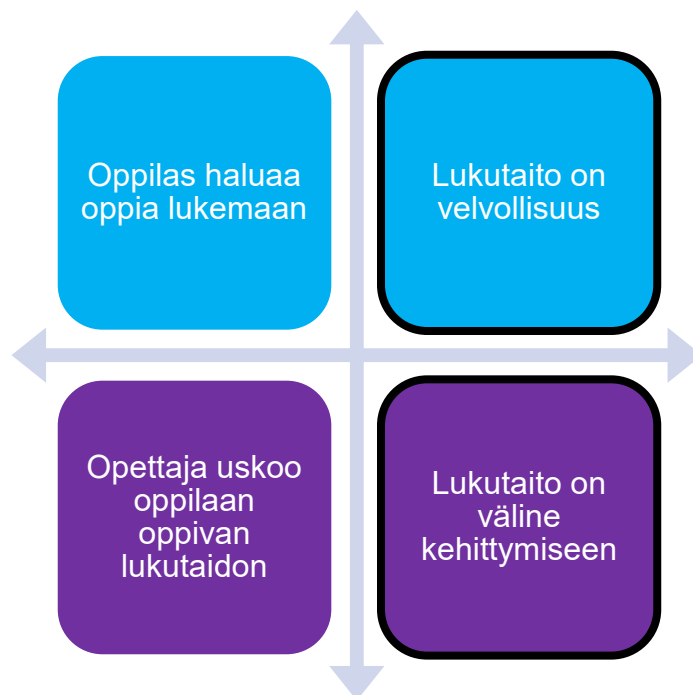 Oppilas haluaa
oppia lukemaan
Lukutaito on
velvollisuus
Opettaja uskoo
oppilaan
oppivan
lukutaidon
Lukutaito on
väline
kehittymiseen